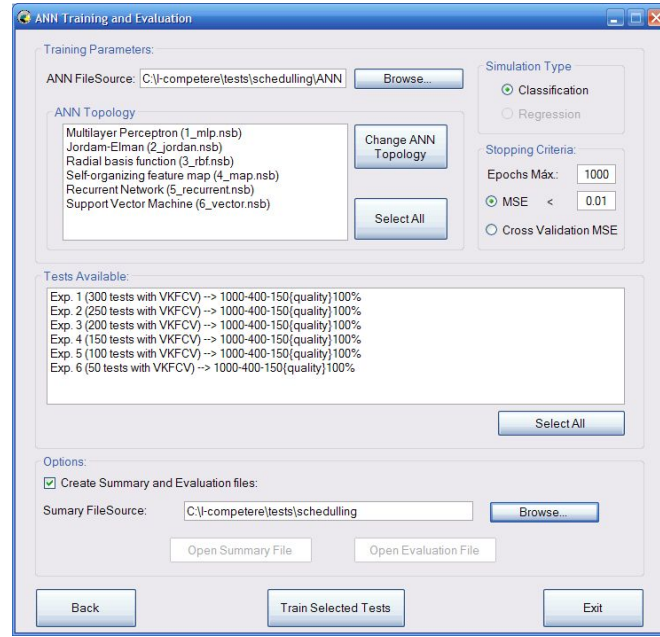 ANN Training and Evaluation
Training Parameters:
ANN FileSource: C:\I-competere\tests\schedulling\ANN Browse...
ANN Topology
Multilayer Perceptron (1_mlp.nsb)
Jordam-Elman (2_jordan.nsb)
Radial basis function (3_rbf.nsb)
Self-organizing feature map (4_map.nsb)
Recurrent Network (5_recurrent.nsb)
Support Vector Machine (6_vector.nsb)
Change ANN
Topology
Select All
Simulation Type
Classification
Regression
Stopping Criteria:
Epochs Máx.: 1000
MSE < 0.01
Cross Validation MSE
Tests Available:
Exp. 1 (300 tests with VKFCV) --> 1000-400-150{quality}100%
Exp. 2 (250 tests with VKFCV) --> 1000-400-150{quality}100%
Exp. 3 (200 tests with VKFCV) --> 1000-400-150{quality}100%
Exp. 4 (150 tests with VKFCV) --> 1000-400-150{quality}100%
Exp. 5 (100 tests with VKFCV) --> 1000-400-150{quality}100%
Exp. 6 (50 tests with VKFCV) --> 1000-400-150{quality}100%
Select All
Options:
Create Summary and Evaluation files:
Sumary FileSource: C:\I-competere\tests\schedulling Browse...
Open Summary File Open Evaluation File
Back Train Selected Tests Exit